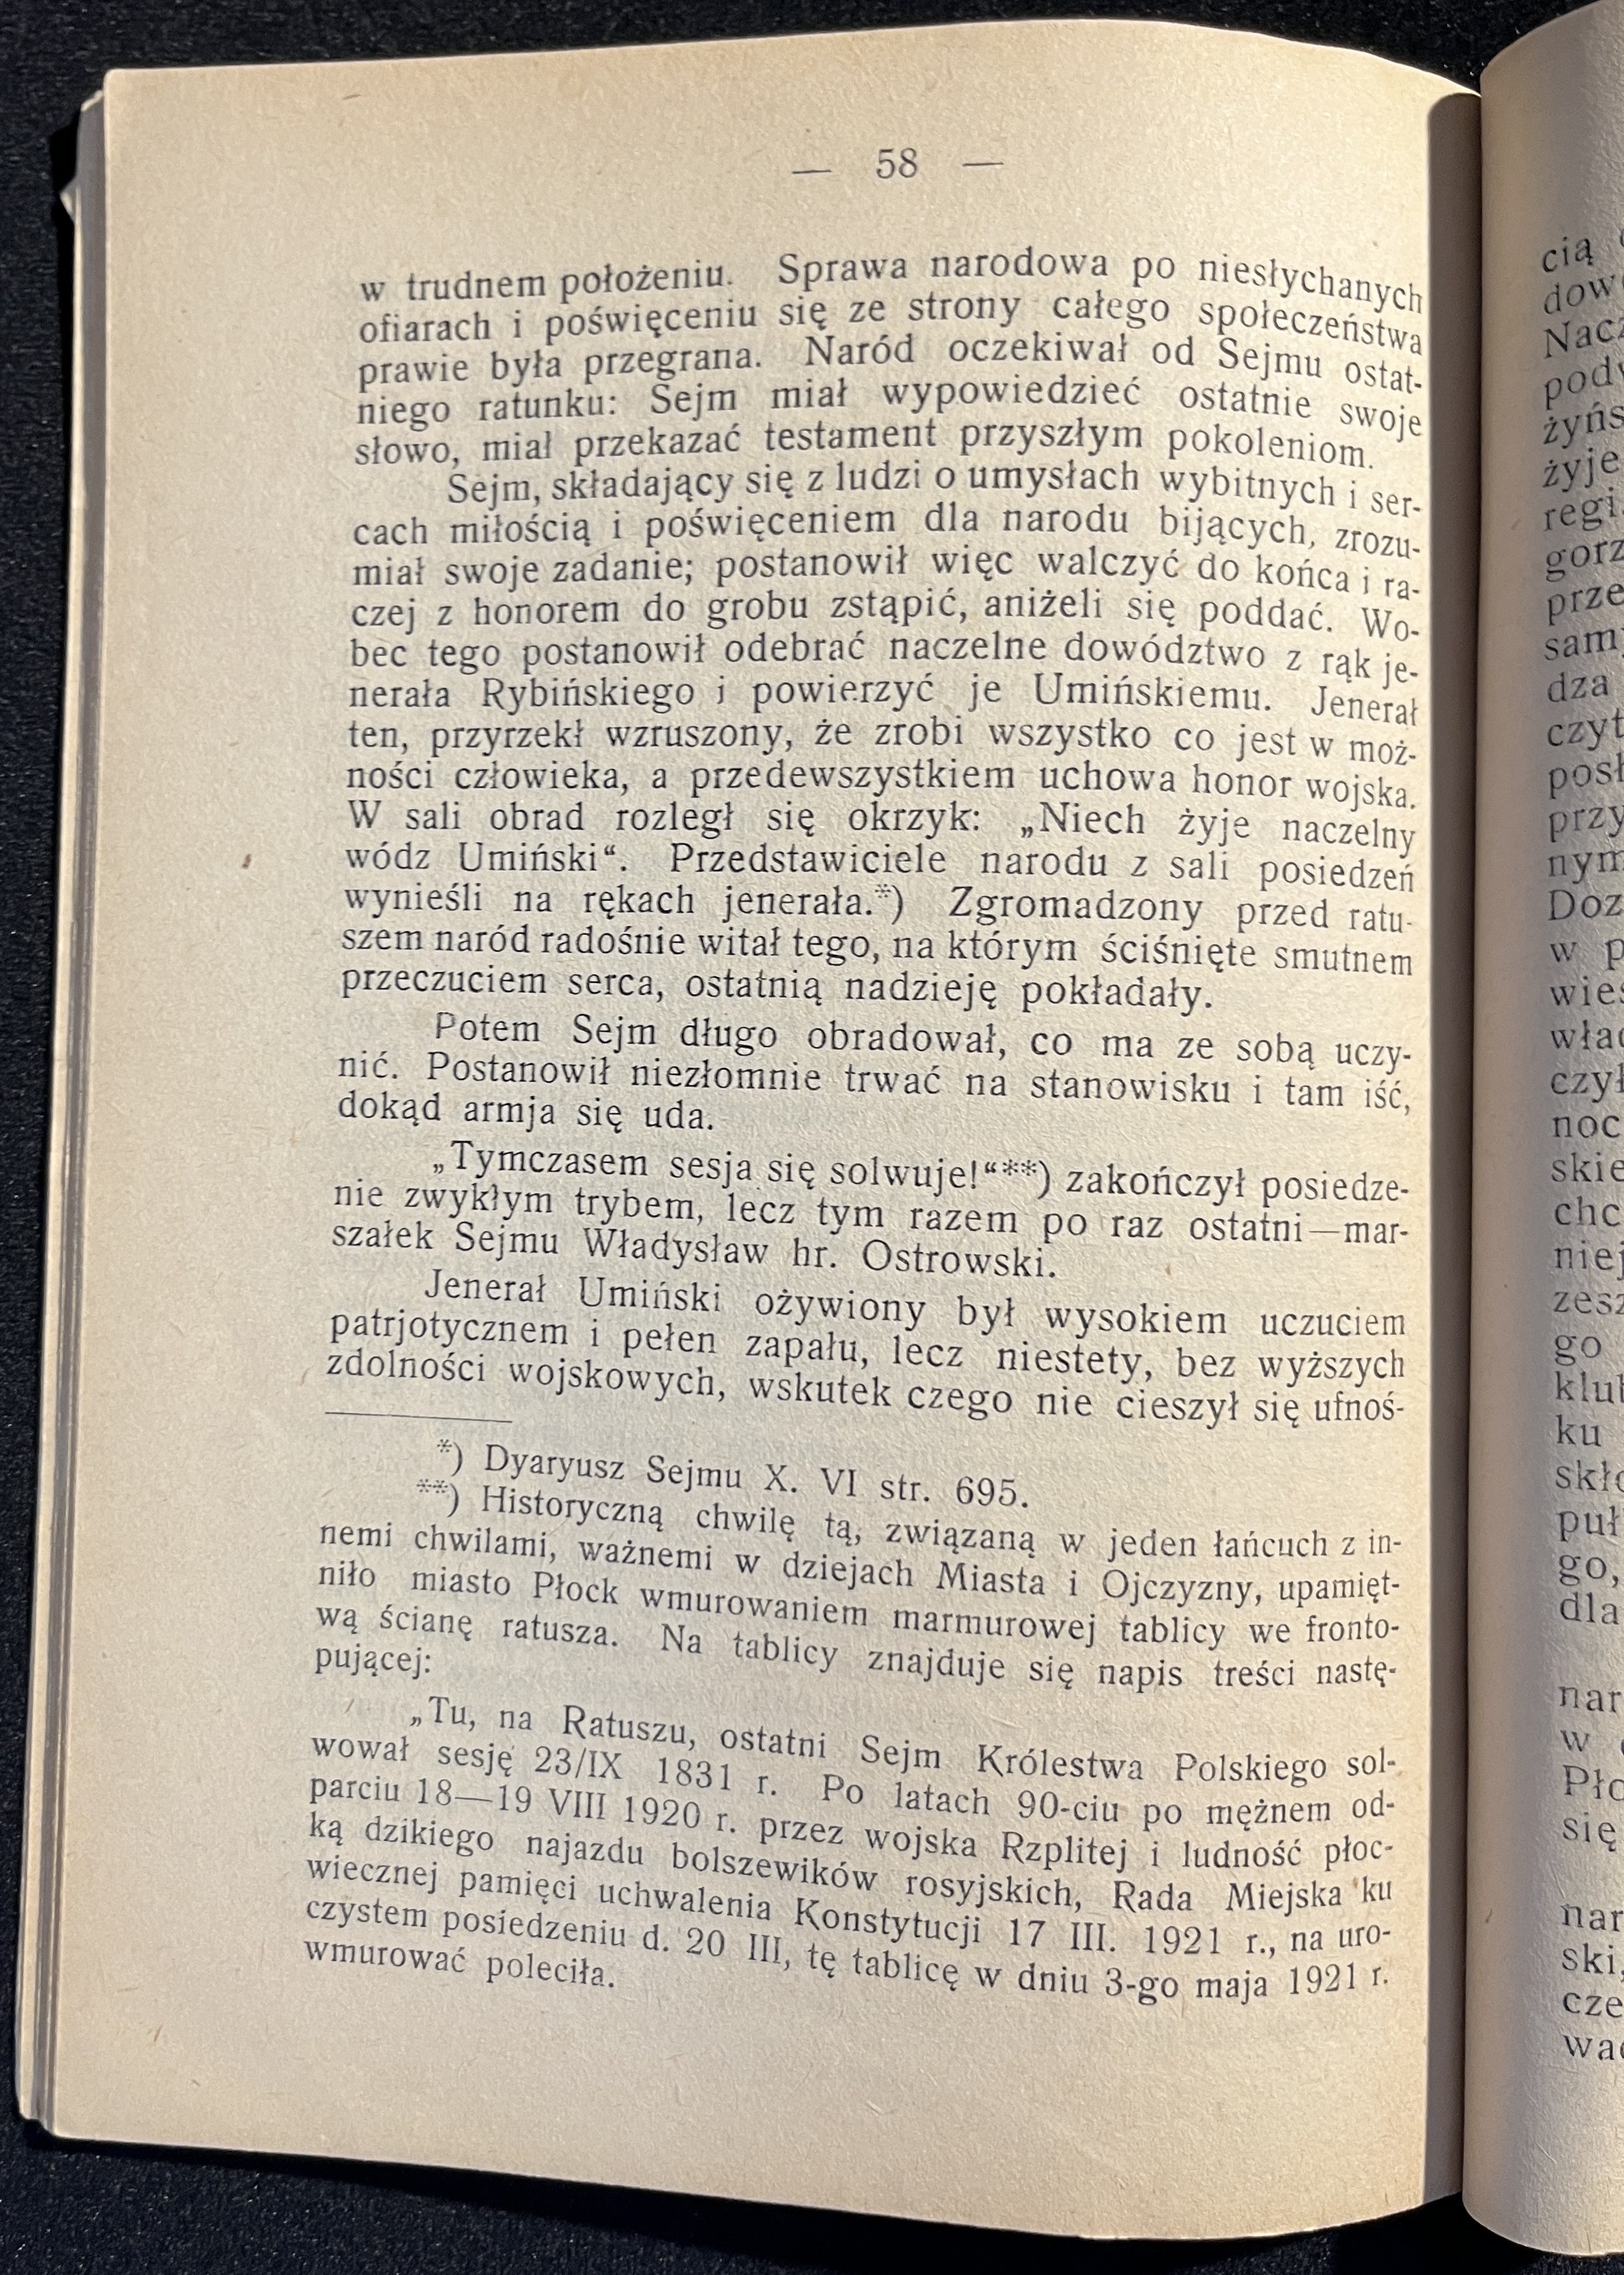 — 58 —
w trudnem położeniu. Sprawa narodowa po niesłychanych
ofiarach i poświęceniu się ze strony całego społeczeństwa
prawie była przegrana. Naród oczekiwał od Sejmu ostat-
niego ratunku: Sejm miał wypowiedzieć ostatnie swoje
słowo, miał przekazać testament przyszłym pokoleniom.
Sejm, składający się z ludzi o umysłach wybitnych i ser-
cach miłością i poświęceniem dla narodu bijących, zrozu-
miał swoje zadanie; postanowił więc walczyć do końca i ra-
czej z honorem do grobu zstąpić, aniżeli się poddać. Wo-
bec tego postanowił odebrać naczelne dowództwo z rąk je-
nerała Rybińskiego i powierzyć je Umińskiemu. Jenerał
ten, przyrzekł wzruszony, że zrobi wszystko co jest w moż-
ności człowieka, a przedewszystkiem uchowa honor wojska.
W sali obrad rozległ się okrzyk: „Niech żyje naczelny
wódz Umiński“. Przedstawiciele narodu z sali posiedzeń
wynieśli na rękach jenerała.*) Zgromadzony przed ratu-
szem naród radośnie witał tego, na którym ściśnięte smutnem
przeczuciem serca, ostatnią nadzieję pokładały.
Potem Sejm długo obradował, co ma ze sobą uczy-
nić. Postanowił niezłomnie trwać na stanowisku i tam iść,
dokąd armja się uda.
„Tymczasem sesja się solwuje!“**) zakończył posiedze-
nie zwykłym trybem, lecz tym razem po raz ostatni—mar-
szałek Sejmu Władysław hr. Ostrowski.
Jenerał Umiński ożywiony był wysokiem uczuciem
patrjotycznem i pełen zapału, lecz niestety, bez wyższych
zdolności wojskowych, wskutek czego nie cieszył się ufnoś-
*) Dyaryusz Sejmu X. VI str. 695.
**) Historyczną chwilę tą, związaną w jeden łańcuch z in-
nemi chwilami, ważnemi w dziejach Miasta i Ojczyzny, upamięt-
niło miasto Płock wmurowaniem marmurowej tablicy we fronto-
wą ścianę ratusza. Na tablicy znajduje się napis treści nastę-
pującej:
„Tu, na Ratuszu, ostatni Sejm Królestwa Polskiego sol-
wował sesję 23/IX 1831 r. Po latach 90-ciu po mężnem od-
parciu 18—19 VIII 1920 r. przez wojska Rzplitej i ludność płoc-
ką dzikiego najazdu bolszewików rosyjskich, Rada Miejska ku
wiecznej pamięci uchwalenia Konstytucji 17 III. 1921 r., na uro-
czystem posiedzeniu d. 20 III, tę tablicę w dniu 3-go maja 1921 r.
wmurować poleciła.